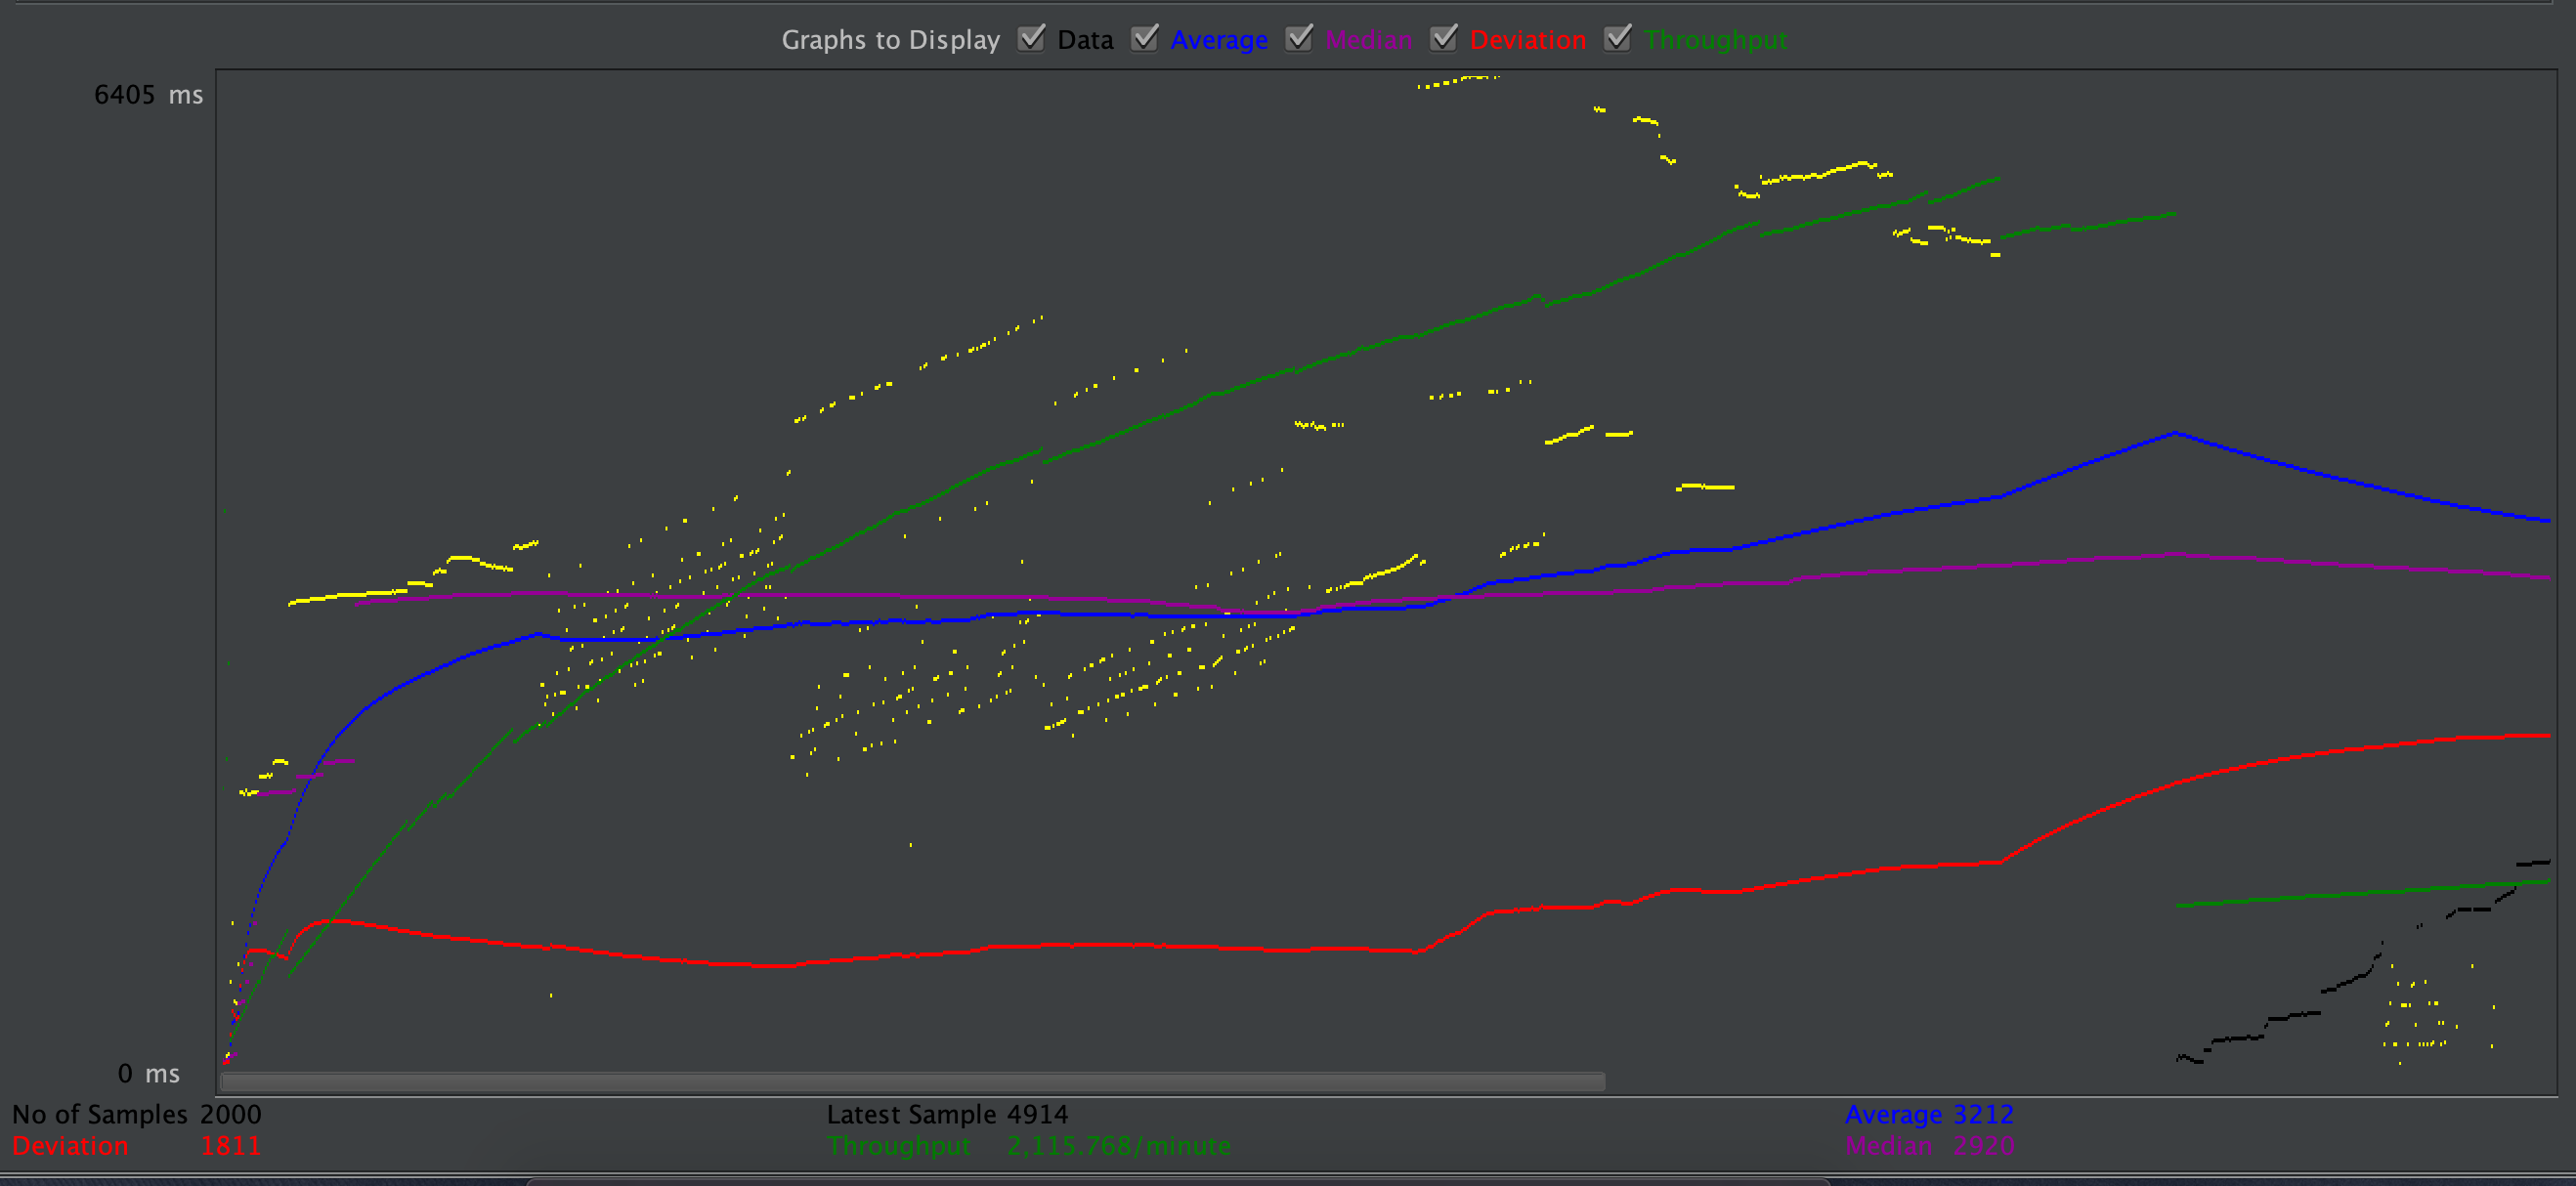 Graphs to Display Data Average Median Deviation Throughput
6405 ms
0 ms
No of Samples 2000 Latest Sample 4914 Average 3212
Deviation 1811 Throughput 2,115.768/minute Median 2920